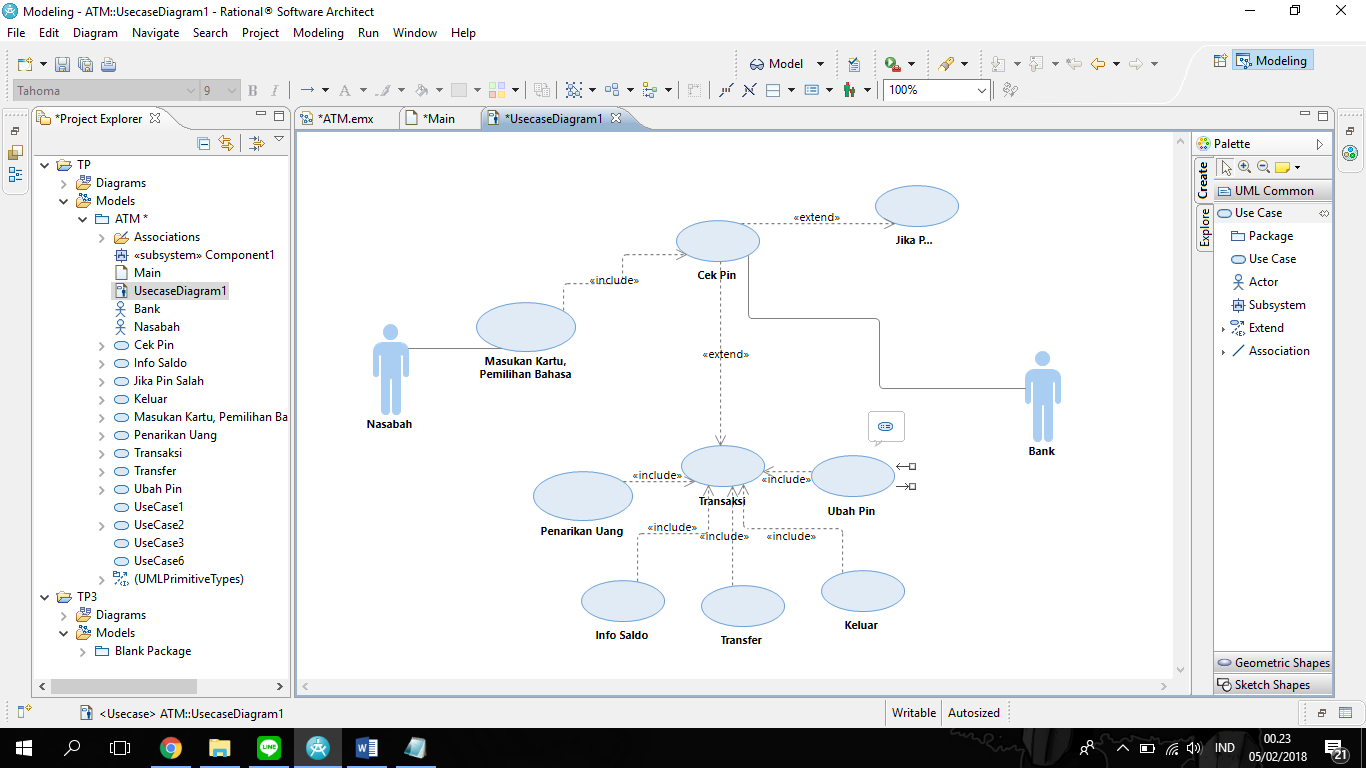 Modeling - ATM::UsecaseDiagram1 - Rational® Software Architect
File Edit Diagram Navigate Search Project Modeling Run Window Help
Model
Modeling
Tahoma 9 B I 100%
*Project Explorer
*ATM.emx *Main *UsecaseDiagram1
TP
Diagrams
Models
ATM *
Associations
«subsystem» Component1
Main
UsecaseDiagram1
Bank
Nasabah
Cek Pin
Info Saldo
Jika Pin Salah
Keluar
Masukan Kartu, Pemilihan Ba
Penarikan Uang
Transaksi
Transfer
Ubah Pin
UseCase1
UseCase2
UseCase3
UseCase6
(UMLPrimitiveTypes)
TP3
Diagrams
Models
Blank Package
«extend»
Jika P...
Cek Pin
«include»
Masukan Kartu,
Pemilihan Bahasa
«extend»
Nasabah
Bank
«include»
«include»
Transaksi
Ubah Pin
Penarikan Uang
«include»
«include»
«include»
Info Saldo
Transfer
Keluar
Palette
Create
Explore
UML Common
Use Case
Package
Use Case
Actor
Subsystem
Extend
Association
Geometric Shapes
Sketch Shapes
<Usecase> ATM::UsecaseDiagram1
Writable Autosized
IND
00.23
05/02/2018
21